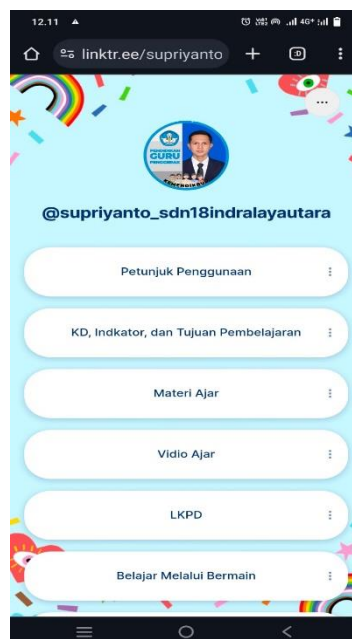 12.11
4G+
linktr.ee/supriyanto
:D
GURU
@supriyanto_sdn18indralayautara
Petunjuk Penggunaan
KD, Indkator, dan Tujuan Pembelajaran
Materi Ajar
Vidio Ajar
LKPD
Belajar Melalui Bermain